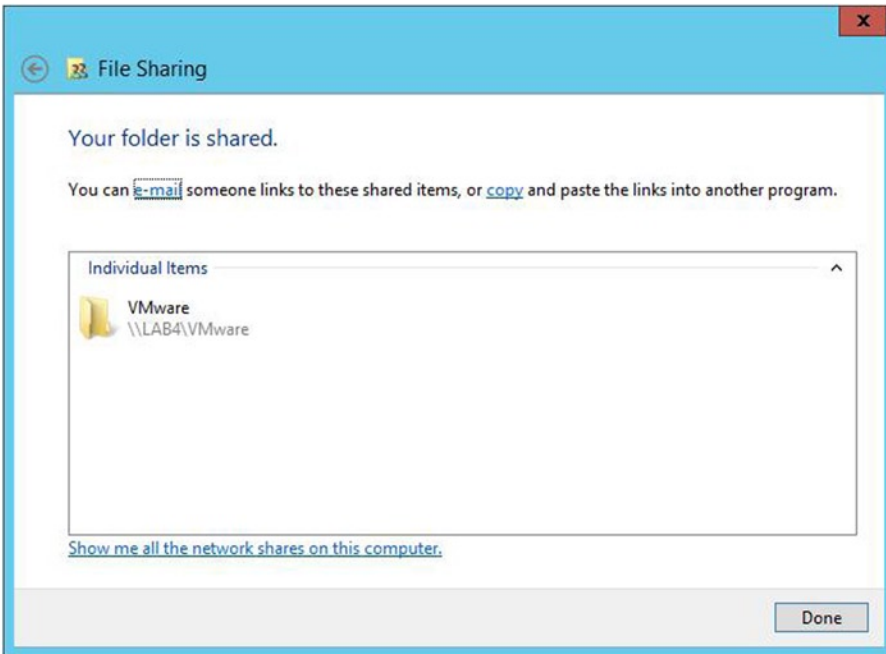 x
File Sharing
Your folder is shared.
You can e-mail someone links to these shared items, or copy and paste the links into another program.
Individual Items
VMware
\\LAB4\VMware
Show me all the network shares on this computer.
Done